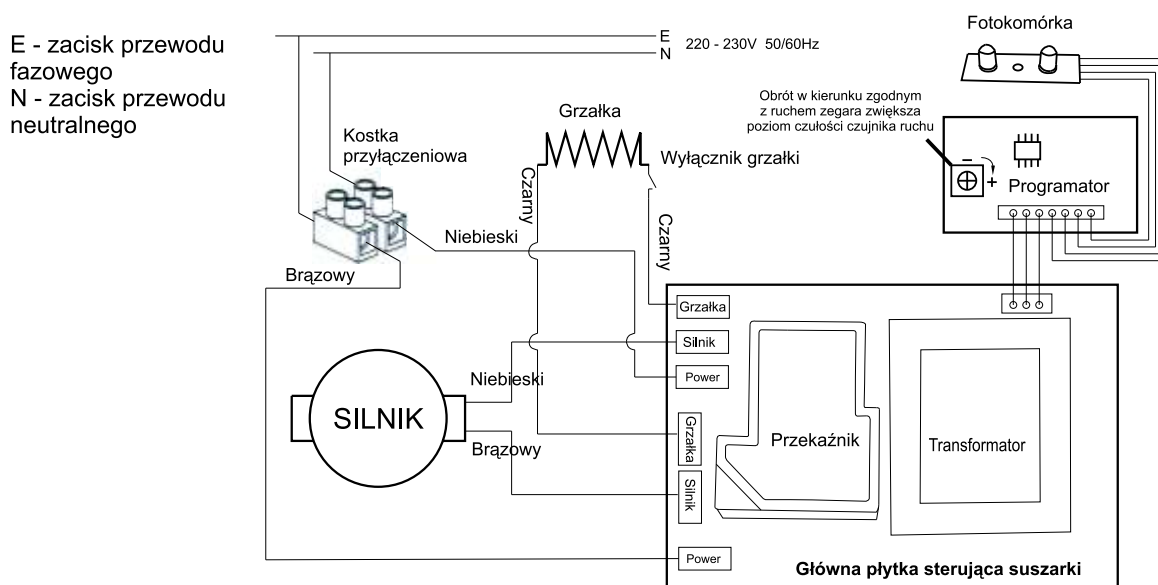 E - zacisk przewodu
fazowego
N - zacisk przewodu
neutralnego
E
N
220 - 230V 50/60Hz
Fotokomórka
Obrót w kierunku zgodnym
z ruchem zegara zwiększa
poziom czułości czujnika ruchu
Grzałka
Kostka
przyłączeniowa
Wyłącznik grzałki
Czarny
Czarny
- +
Programator
Niebieski
Brązowy
Grzałka
Silnik
Power
Niebieski
SILNIK
Brązowy
Grzałka
Silnik
Przekaźnik
Transformator
Power
Główna płytka sterująca suszarki